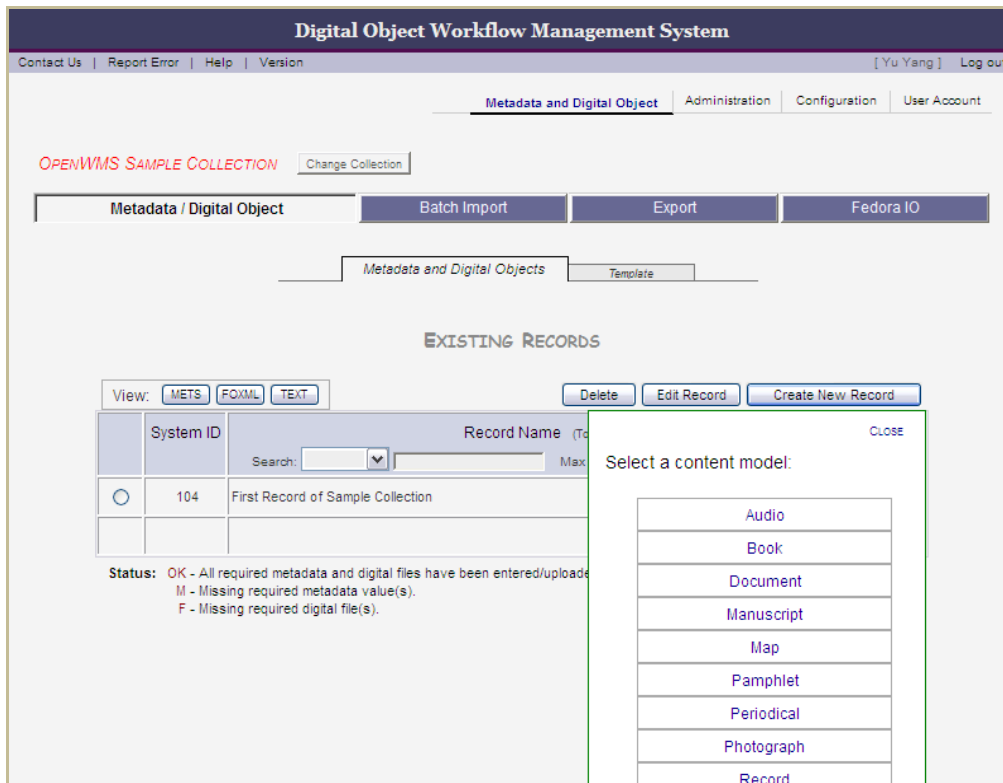 Digital Object Workflow Management System
Contact Us | Report Error | Help | Version [ Yu Yang ] Log out
Metadata and Digital Object Administration Configuration User Account
OPENWMS SAMPLE COLLECTION Change Collection
Metadata / Digital Object Batch Import Export Fedora IO
Metadata and Digital Objects Template
EXISTING RECORDS
View: METS FOXML TEXT Delete Edit Record Create New Record
System ID Record Name
Search: Max
104 First Record of Sample Collection
Status: OK - All required metadata and digital files have been entered/uploade
M - Missing required metadata value(s).
F - Missing required digital file(s).
CLOSE
Select a content model:
Audio
Book
Document
Manuscript
Map
Pamphlet
Periodical
Photograph
Record